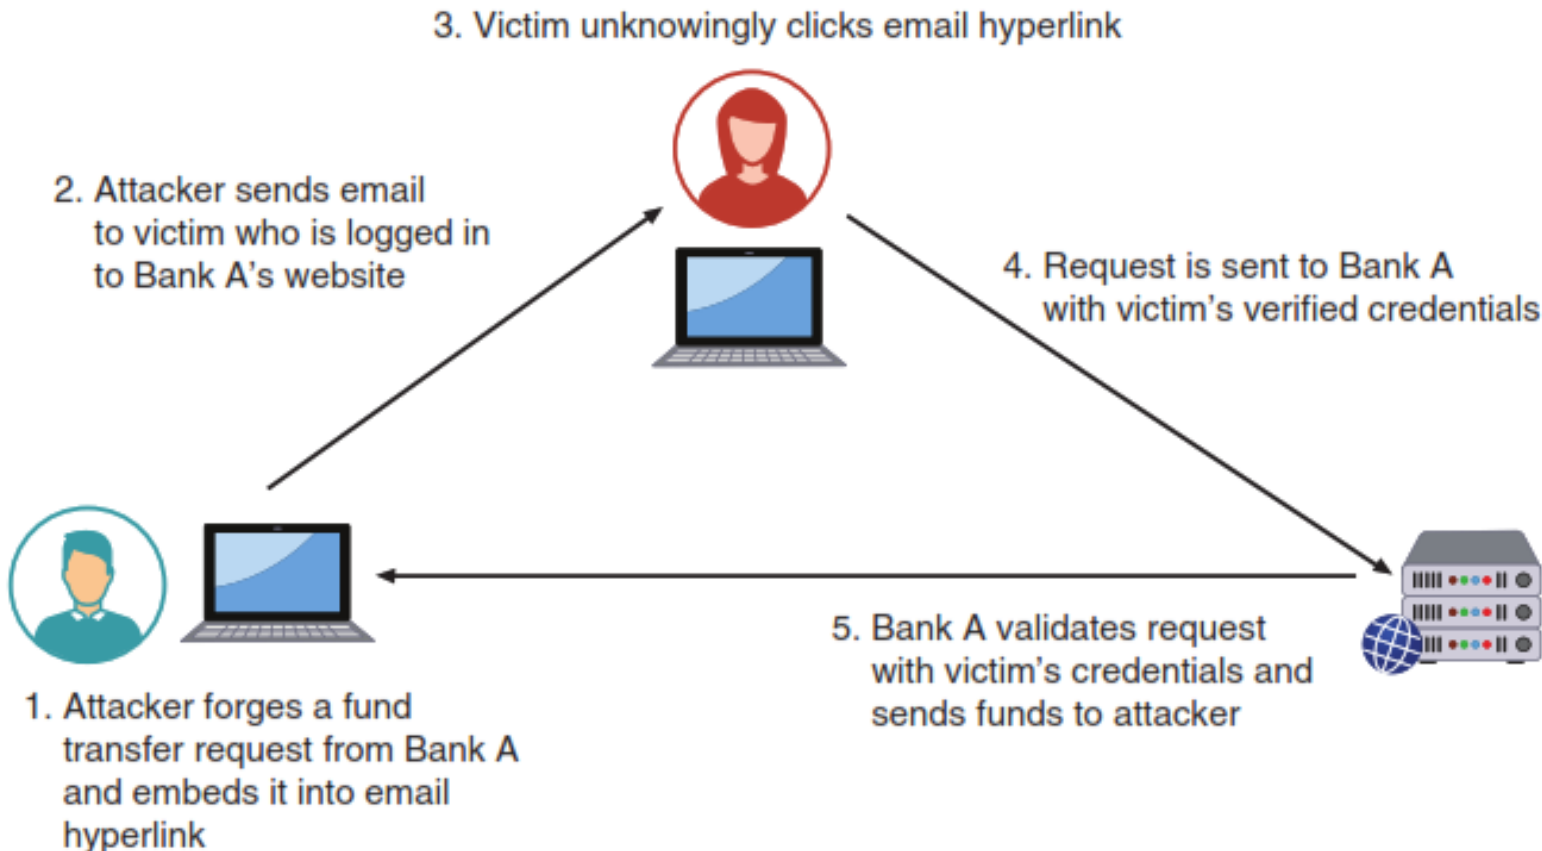 3. Victim unknowingly clicks email hyperlink
2. Attacker sends email
to victim who is logged in
to Bank A's website
4. Request is sent to Bank A
with victim's verified credentials
5. Bank A validates request
with victim's credentials and
sends funds to attacker
1. Attacker forges a fund
transfer request from Bank A
and embeds it into email
hyperlink